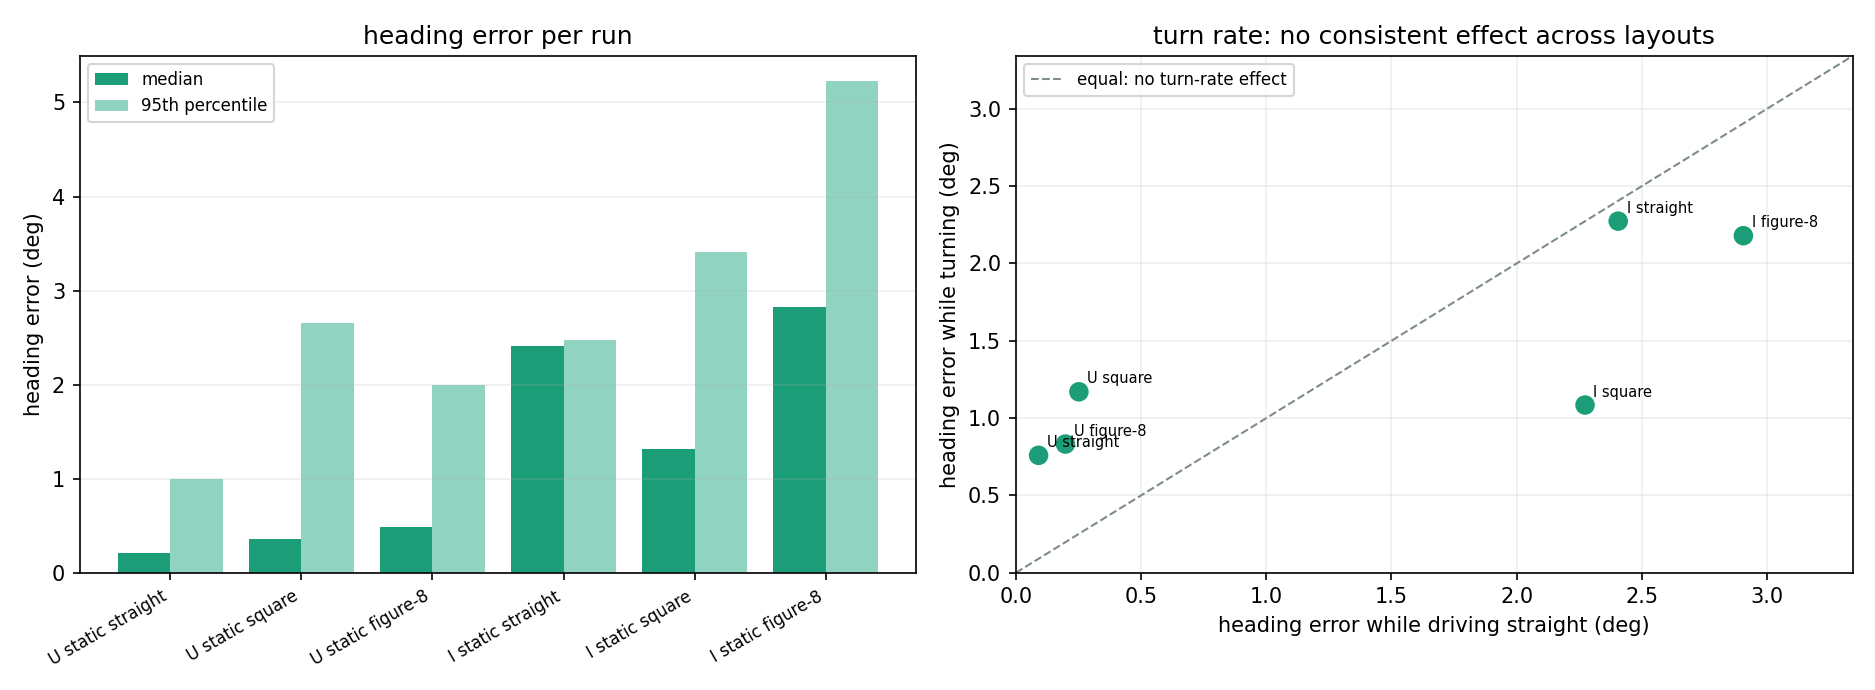 heading error per run
median
95th percentile
heading error (deg)
5
4
3
2
1
0
U static straight
U static square
U static figure-8
I static straight
I static square
I static figure-8
turn rate: no consistent effect across layouts
equal: no turn-rate effect
heading error while turning (deg)
3.0
2.5
2.0
1.5
1.0
0.5
0.0
I straight
I figure-8
U square
I square
U figure-8
U straight
0.0
0.5
1.0
1.5
2.0
2.5
3.0
heading error while driving straight (deg)